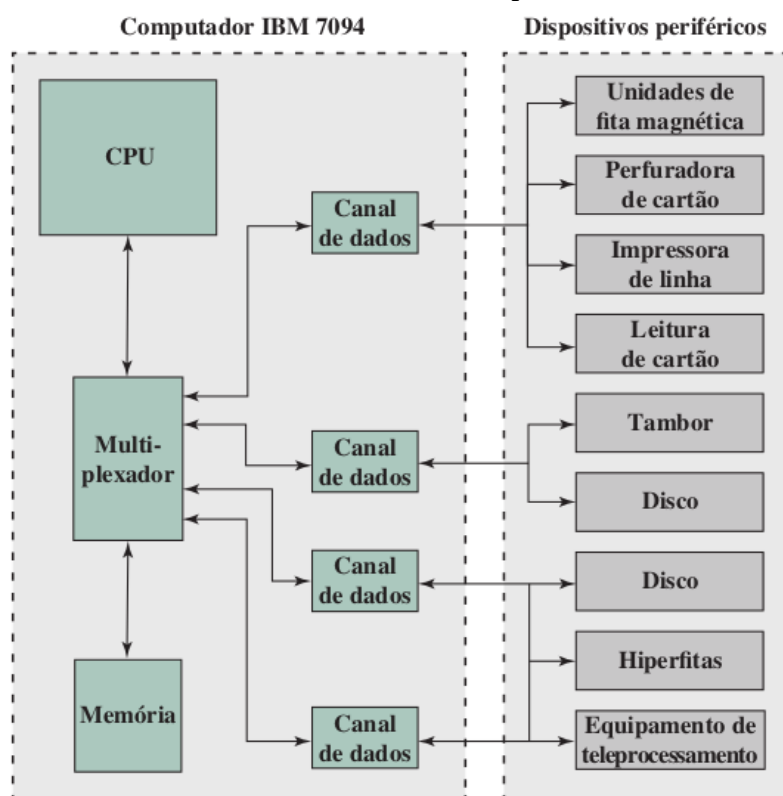 Computador IBM 7094
Dispositivos periféricos
CPU
Multi-
plexador
Memória
Canal
de dados
Canal
de dados
Canal
de dados
Canal
de dados
Unidades de
fita magnética
Perfuradora
de cartão
Impressora
de linha
Leitura
de cartão
Tambor
Disco
Disco
Hiperfitas
Equipamento de
teleprocessamento